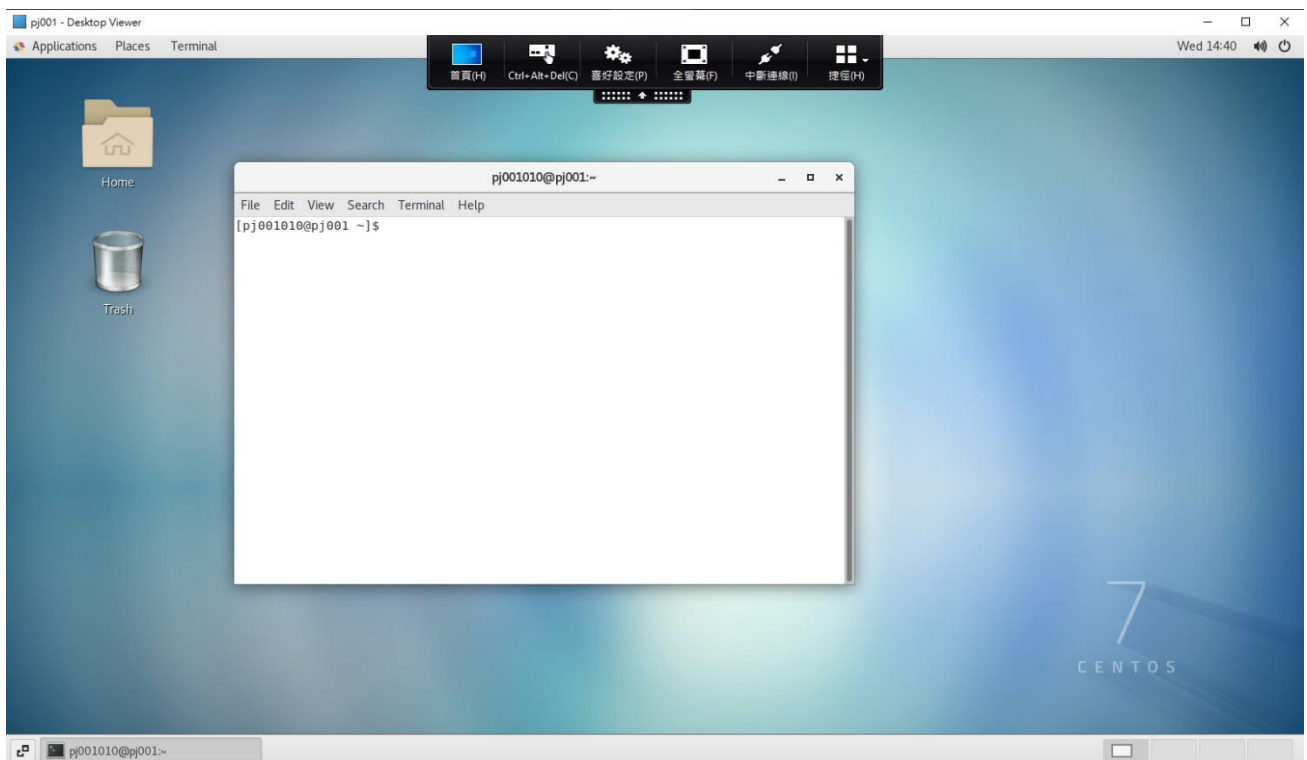 pj001 - Desktop Viewer
Applications Places Terminal
Wed 14:40
首頁(H) Ctrl+Alt+Del(C) 喜好設定(P) 全螢幕(F) 中斷連線(I) 捷徑(H)
Home
Trash
pj001010@pj001:~
File Edit View Search Terminal Help
[pj001010@pj001 ~]$
7
CENTOS
pj001010@pj001:~